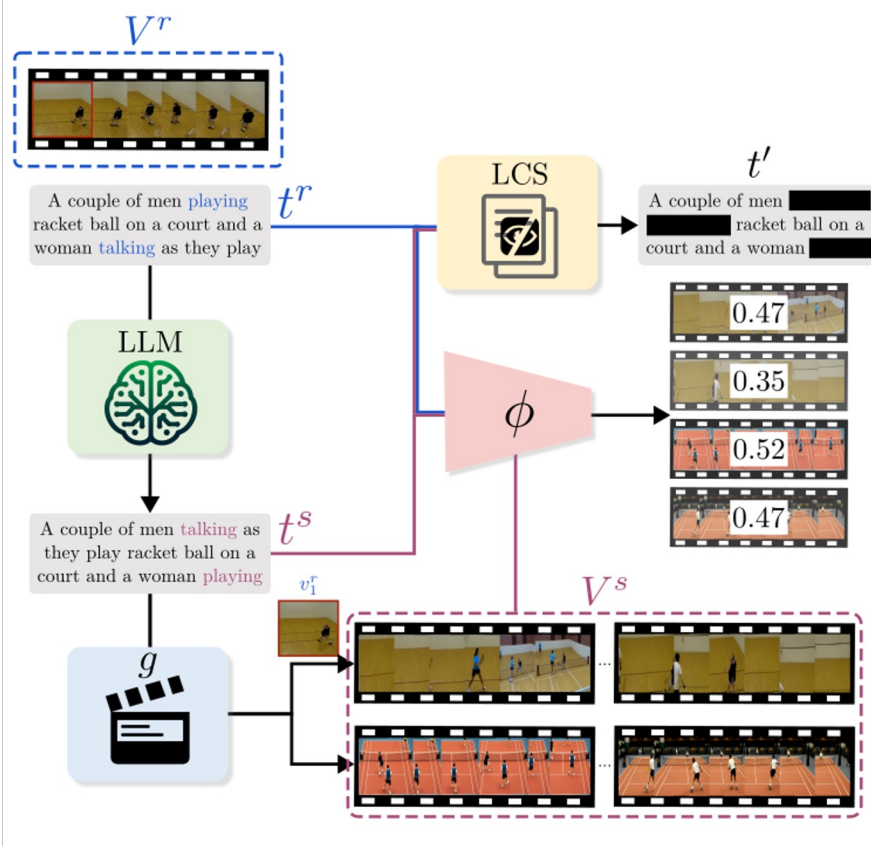 V^r
A couple of men playing
racket ball on a court and a
woman talking as they play
t^r
LCS
t′
A couple of men
racket ball on a
court and a woman
0.47
0.35
0.52
0.47
LLM
ϕ
A couple of men talking as
they play racket ball on a
court and a woman playing
t^s
v_1^r
V^s
g
...
...